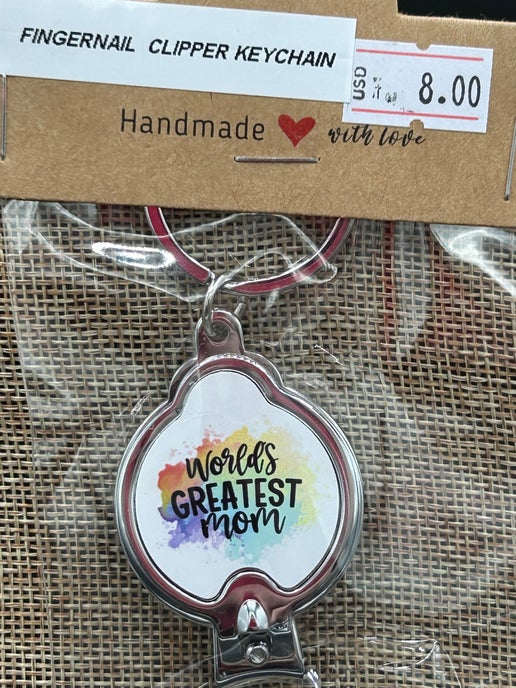 FINGERNAIL CLIPPER KEYCHAIN
USD 8.00
Handmade with love
World's
GREATEST
mom